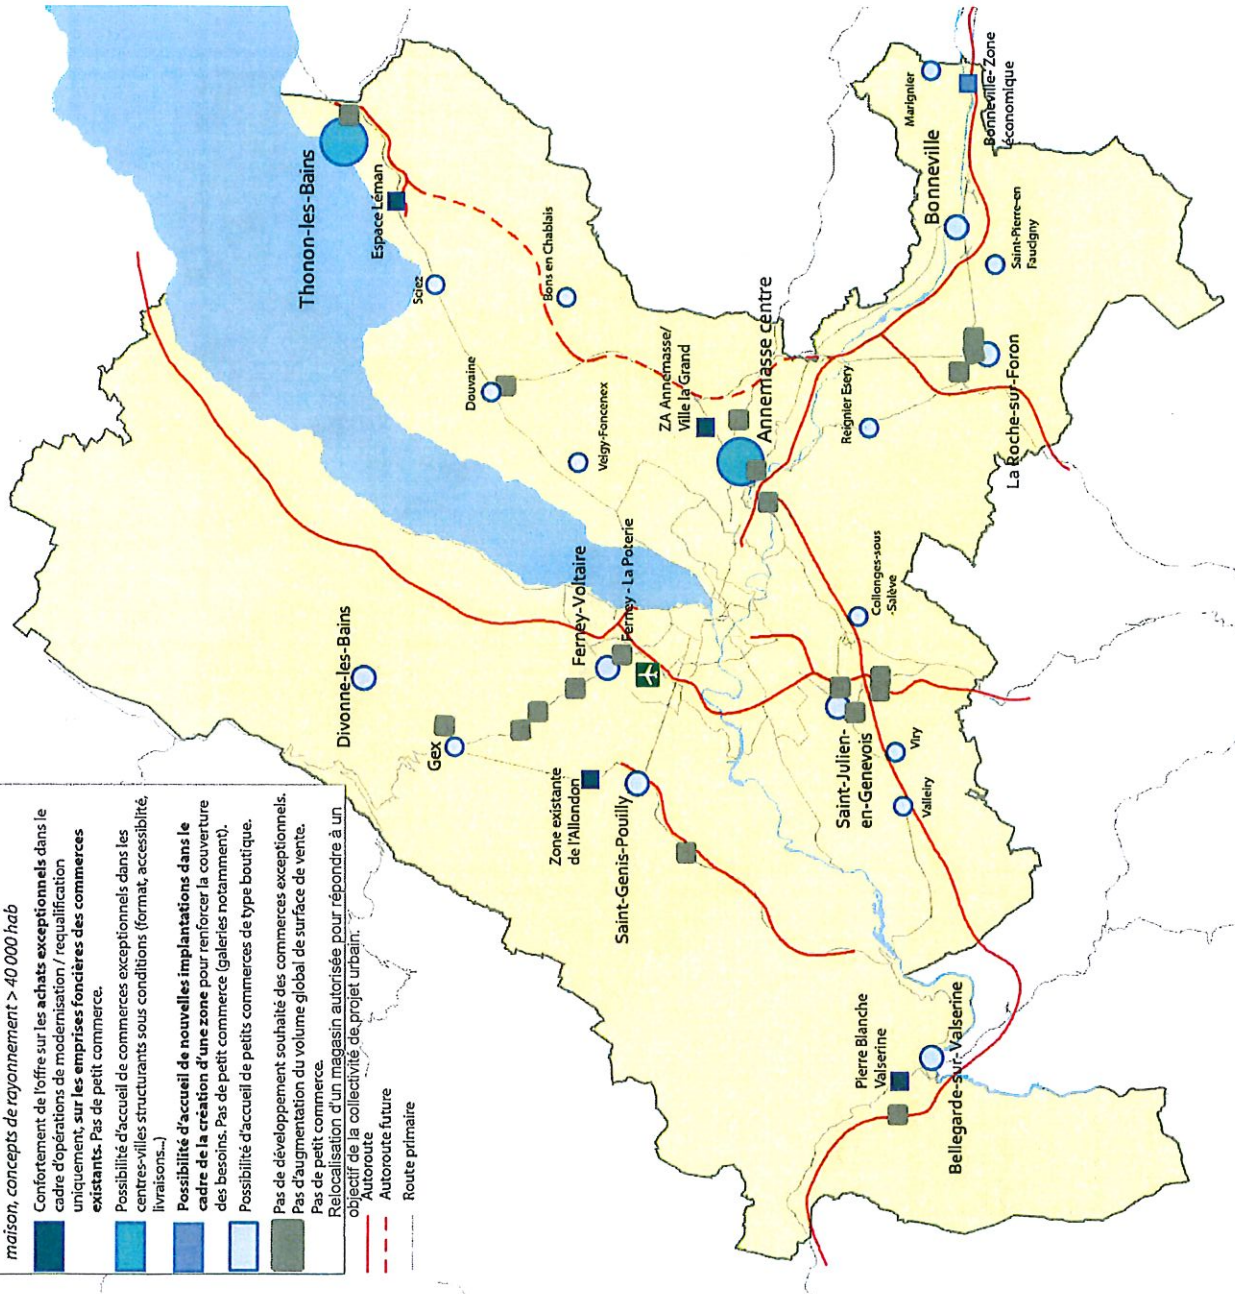 maison, concepts de rayonnement > 40 000 hab
Confortement de l'offre sur les achats exceptionnels dans le
cadre d'opérations de modernisation / requalification
uniquement, sur les emprises foncières des commerces
existants. Pas de petit commerce.
Possibilité d'accueil de commerces exceptionnels dans les
centres-villes structurants sous conditions (format, accessibilité,
livraisons...)
Possibilité d'accueil de nouvelles implantations dans le
cadre de la création d'une zone pour renforcer la couverture
des besoins. Pas de petit commerce (galeries notamment).
Possibilité d'accueil de petits commerces de type boutique.
Pas de développement souhaité des commerces exceptionnels.
Pas d'augmentation du volume global de surface de vente.
Pas de petit commerce.
Relocalisation d'un magasin autorisée pour répondre à un
objectif de la collectivité de projet urbain.
Autoroute
Autoroute future
Route primaire
Thonon-les-Bains
Espace Léman
Sciez
Bons en Chablais
Douvaine
Veigy-Foncenex
ZA Annemasse/
Ville la Grand
Annemasse centre
Marignier
Bonneville- Zone
économique
Bonneville
Saint-Pierre-en
Faucigny
La Roche-sur-Foron
Reignier Esery
Collonges-sous
-Salève
Divonne-les-Bains
Gex
Ferney-Voltaire
Ferney - La Poterie
Zone existante
de l'Allondon
Saint-Genis-Pouilly
Saint-Julien-
en-Genevois
Viry
Valleiry
Pierre Blanche
Valserine
Bellegarde-sur-Valserine